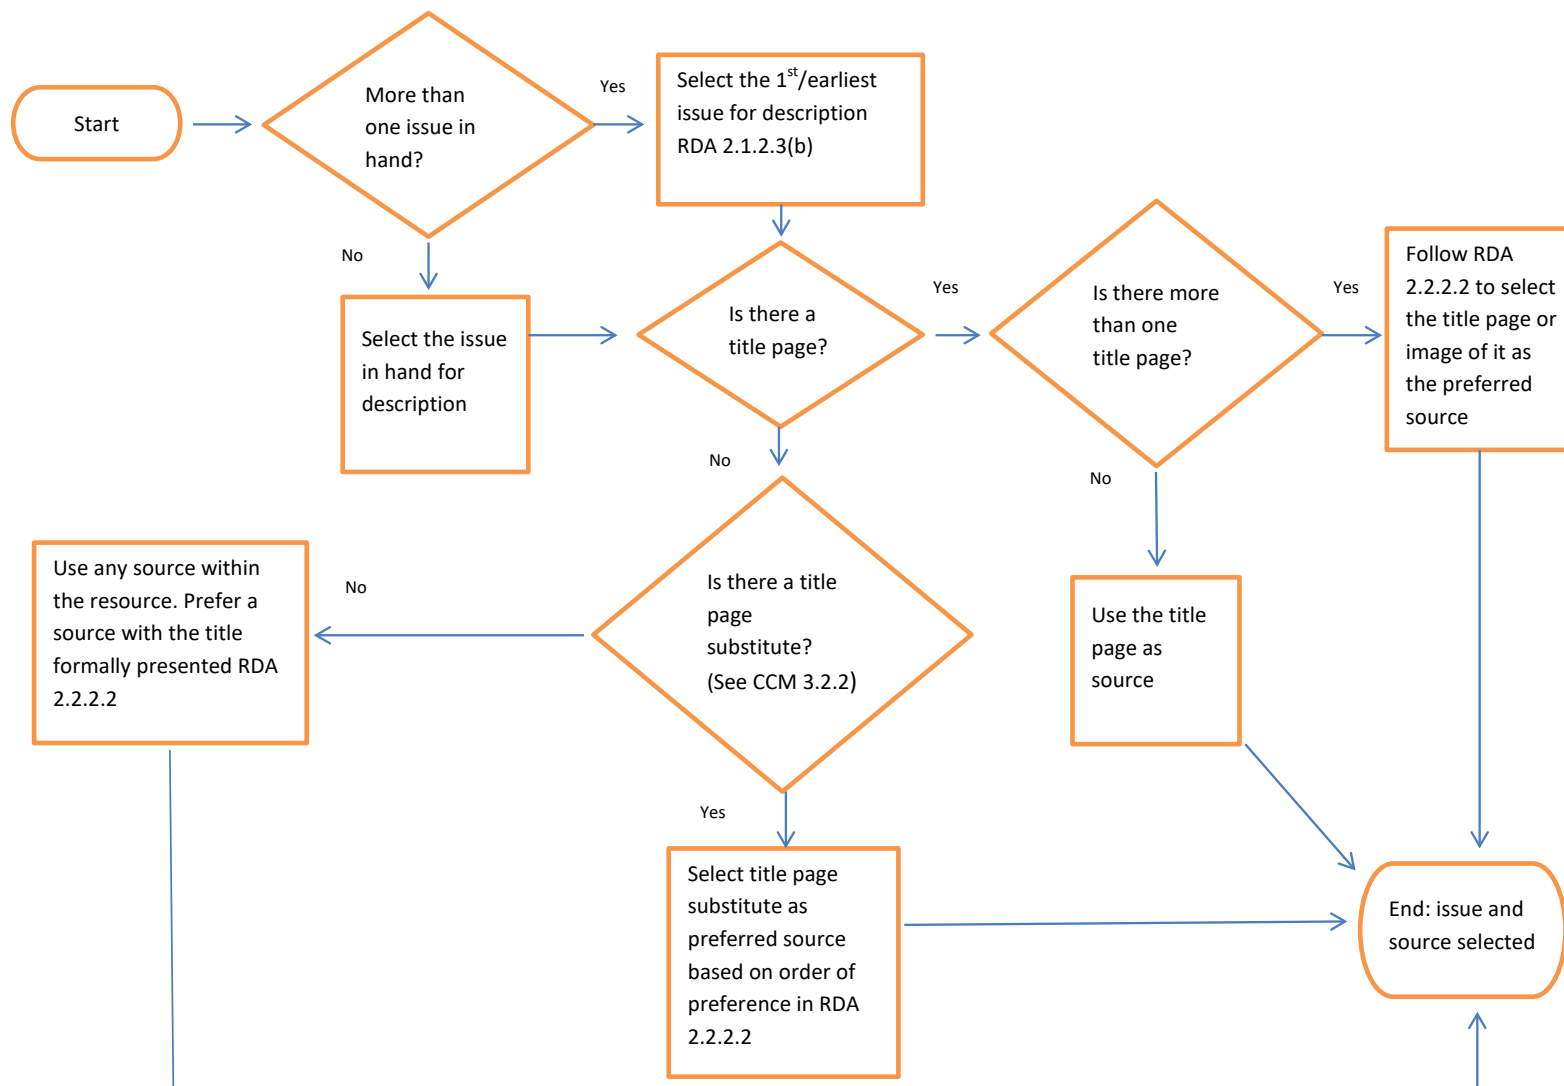 Start
More than
one issue in
hand?
Yes
Select the 1st/earliest
issue for description
RDA 2.1.2.3(b)
No
Select the issue
in hand for
description
Is there a
title page?
Yes
Is there more
than one
title page?
Yes
Follow RDA
2.2.2.2 to select
the title page or
image of it as
the preferred
source
No
No
Use the title
page as
source
Is there a title
page
substitute?
(See CCM 3.2.2)
No
Use any source within
the resource. Prefer a
source with the title
formally presented RDA
2.2.2.2
Yes
Select title page
substitute as
preferred source
based on order of
preference in RDA
2.2.2.2
End: issue and
source selected